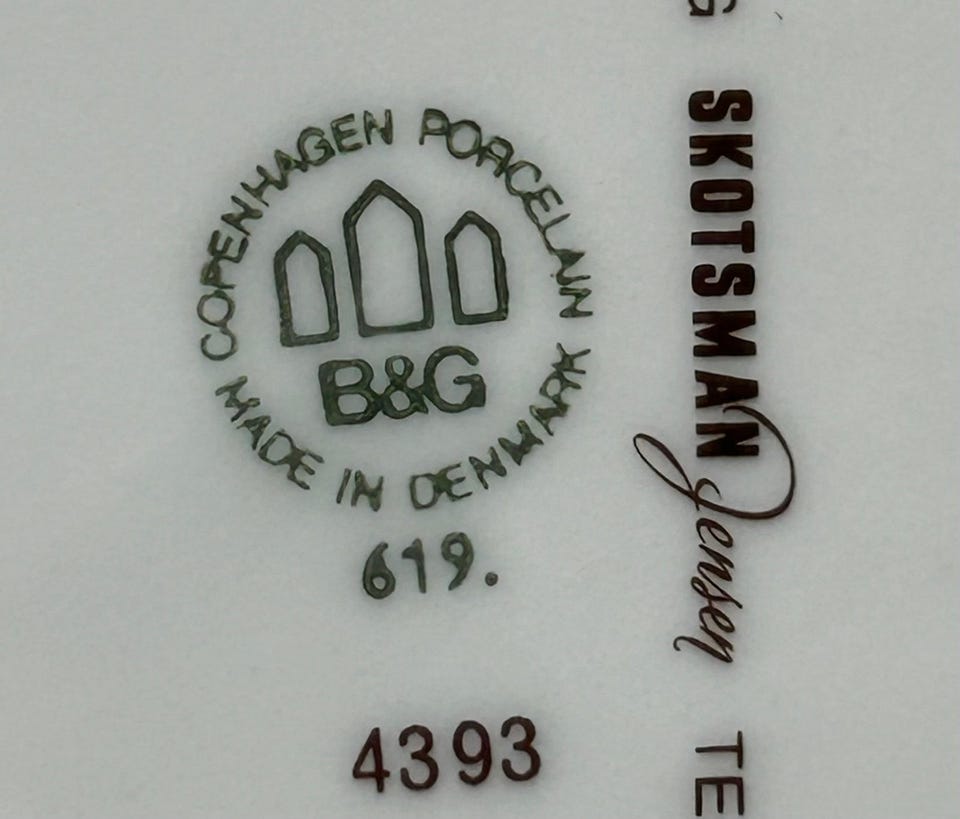 COPENHAGEN PORCELAIN
B&G
MADE IN DENMARK
619.
4393
G SKOTSMAN Jensen TE